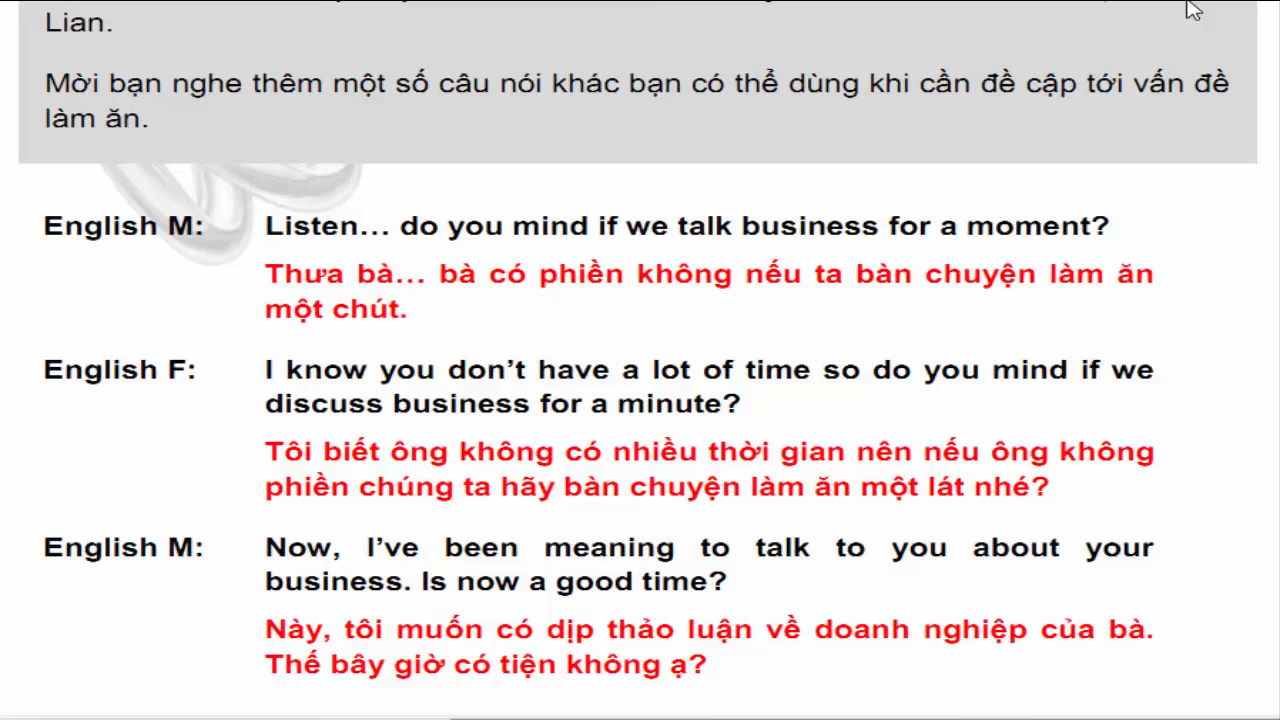 Lian.
Mời bạn nghe thêm một số câu nói khác bạn có thể dùng khi cần đề cập tới vấn đề
làm ăn.
English M: Listen… do you mind if we talk business for a moment?
Thưa bà… bà có phiền không nếu ta bàn chuyện làm ăn
một chút.
English F: I know you don’t have a lot of time so do you mind if we
discuss business for a minute?
Tôi biết ông không có nhiều thời gian nên nếu ông không
phiền chúng ta hãy bàn chuyện làm ăn một lát nhé?
English M: Now, I’ve been meaning to talk to you about your
business. Is now a good time?
Này, tôi muốn có dịp thảo luận về doanh nghiệp của bà.
Thế bây giờ có tiện không ạ?